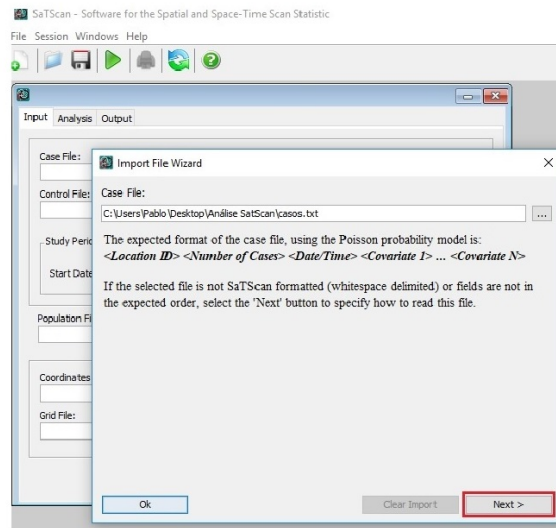 SaTScan - Software for the Spatial and Space-Time Scan Statistic
File Session Windows Help
Input Analysis Output
Case File:
Control File:
Study Perio
Start Date
Population Fi
Coordinates
Grid File:
Import File Wizard
Case File:
C:\Users\Pablo\Desktop\Análise SatScan\casos.txt
...
The expected format of the case file, using the Poisson probability model is:
<Location ID> <Number of Cases> <Date/Time> <Covariate 1> ... <Covariate N>
If the selected file is not SaTScan formatted (whitespace delimited) or fields are not in
the expected order, select the 'Next' button to specify how to read this file.
Ok
Clear Import
Next >